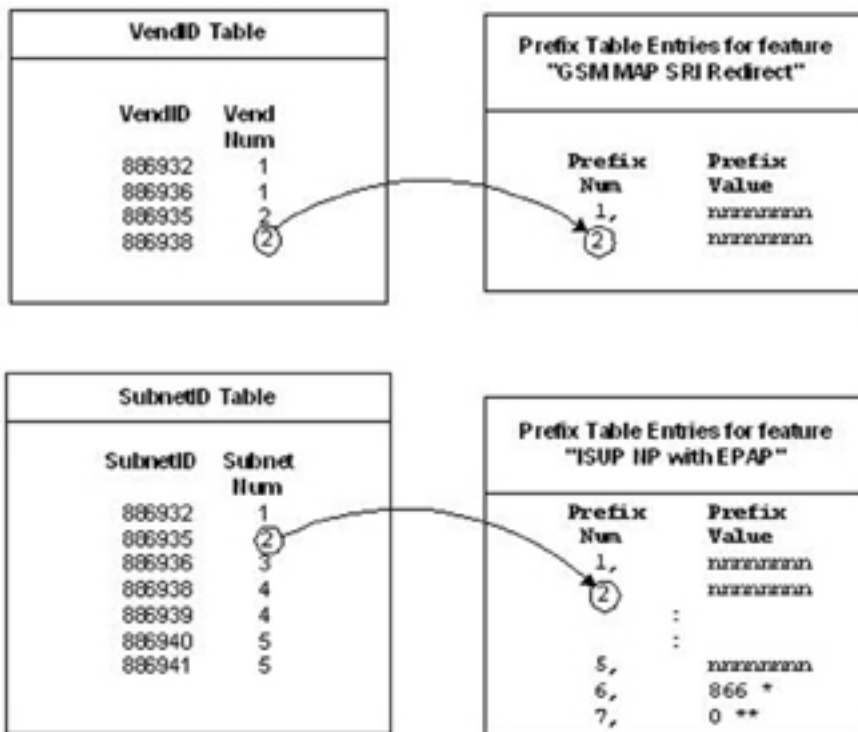 VendID Table
VendID Vend
Num
886932 1
886936 1
886935 2
886938 2
Prefix Table Entries for feature
"GSM MAP SRI Redirect"
Prefix Prefix
Num Value
1, nnnnnnnn
2 nnnnnnnn
SubnetID Table
SubnetID Subnet
Num
886932 1
886935 2
886936 3
886938 4
886939 4
886940 5
886941 5
Prefix Table Entries for feature
"ISUP NP with EPAP"
Prefix Prefix
Num Value
1, nnnnnnnn
2 nnnnnnnn
:
:
5, nnnnnnnn
6, 866 *
7, 0 **